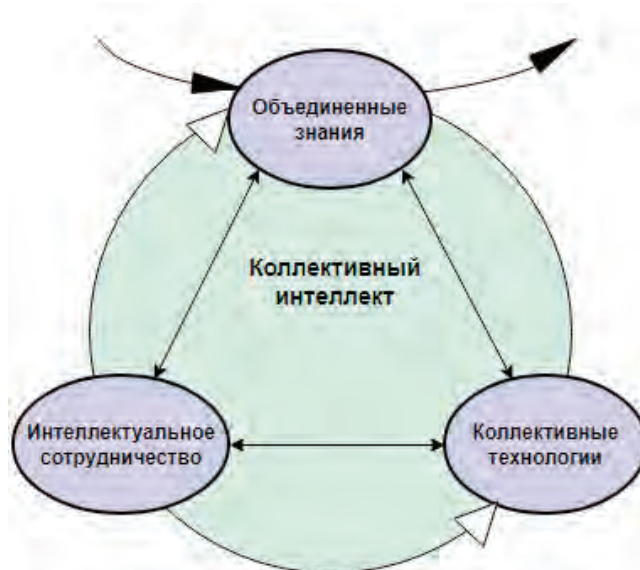 Объединенные
знания
Коллективный
интеллект
Интеллектуальное
сотрудничество
Коллективные
технологии